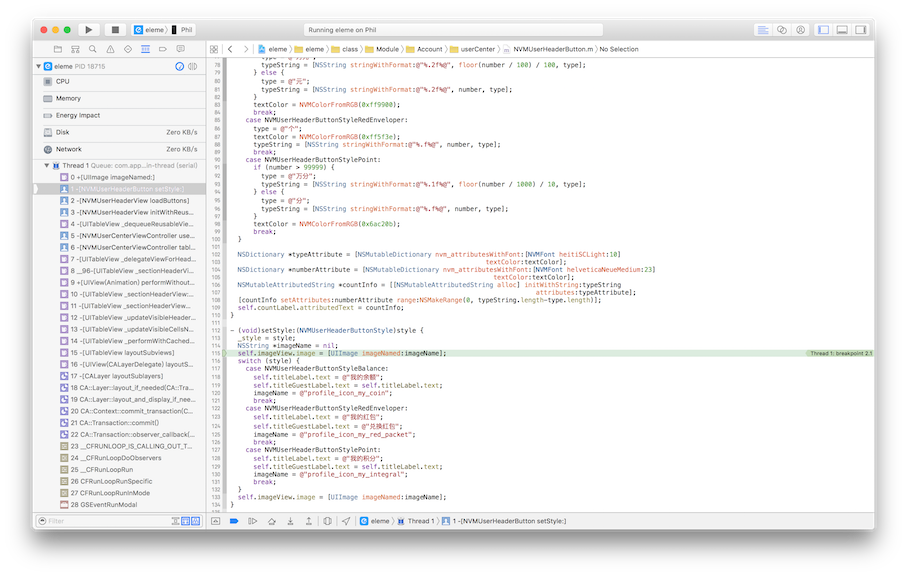 eleme
Phil
Running eleme on Phil
eleme
eleme
class
Module
Account
userCenter
NVMUserHeaderButton.m
No Selection
eleme PID 18715
CPU
Memory
Energy Impact
Disk
Zero KB/s
Network
Zero KB/s
Thread 1 Queue: com.app...in-thread (serial)
0 +[UIImage imageNamed:]
1 -[NVMUserHeaderButton setStyle:]
2 -[NVMUserHeaderView loadButtons]
3 -[NVMUserHeaderView initWithReus...
4 -[UITableView _dequeueReusableVie...
5 -[NVMUserCenterViewController use...
6 -[NVMUserCenterViewController tabl...
7 -[UITableView _delegateViewForHead...
8 __96-[UITableView _sectionHeaderVi...
9 +[UIView(Animation) performWithout...
10 -[UITableView _sectionHeaderView:...
11 -[UITableView _sectionHeaderView...
12 -[UITableView _updateVisibleHeader...
13 -[UITableView _updateVisibleCellsN...
14 -[UITableView _performWithCached...
15 -[UITableView layoutSubviews]
16 -[UIView(CALayerDelegate) layoutS...
17 -[CALayer layoutSublayers]
18 CA::Layer::layout_if_needed(CA::Tra...
19 CA::Layer::layout_and_display_if_nee...
20 CA::Context::commit_transaction(C...
21 CA::Transaction::commit()
22 CA::Transaction::observer_callback(...
23 __CFRUNLOOP_IS_CALLING_OUT_T...
24 __CFRunLoopDoObservers
25 __CFRunLoopRun
26 CFRunLoopRunSpecific
27 CFRunLoopRunInMode
28 GSEventRunModal
Filter
78 typeString = [NSString stringWithFormat:@"%.2f%@", floor(number / 100) / 100, type];
79 } else {
80 type = @"元";
81 typeString = [NSString stringWithFormat:@"%.2f%@", number, type];
82 }
83 textColor = NVMColorFromRGB(0xff9900);
84 break;
85 case NVMUserHeaderButtonStyleRedEnveloper:
86 type = @"个";
87 textColor = NVMColorFromRGB(0xff5f3e);
88 typeString = [NSString stringWithFormat:@"%.f%@", number, type];
89 break;
90 case NVMUserHeaderButtonStylePoint:
91 if (number > 99999) {
92 type = @"万分";
93 typeString = [NSString stringWithFormat:@"%.1f%@", floor(number / 1000) / 10, type];
94 } else {
95 type = @"分";
96 typeString = [NSString stringWithFormat:@"%.f%@", number, type];
97 }
98 textColor = NVMColorFromRGB(0x6ac20b);
99 break;
100 }
101
102 NSDictionary *typeAttribute = [NSMutableDictionary nvm_attributesWithFont:[NVMFont heitiSCLight:10]
103 textColor:textColor];
104 NSDictionary *numberAttribute = [NSMutableDictionary nvm_attributesWithFont:[NVMFont helveticaNeueMedium:23]
105 textColor:textColor];
106 NSMutableAttributedString *countInfo = [[NSMutableAttributedString alloc] initWithString:typeString
107 attributes:typeAttribute];
108 [countInfo setAttributes:numberAttribute range:NSMakeRange(0, typeString.length-type.length)];
109 self.countLabel.attributedText = countInfo;
110 }
111
112 - (void)setStyle:(NVMUserHeaderButtonStyle)style {
113 _style = style;
114 NSString *imageName = nil;
115 self.imageView.image = [UIImage imageNamed:imageName];
Thread 1: breakpoint 2.1
116 switch (style) {
117 case NVMUserHeaderButtonStyleBalance:
118 self.titleLabel.text = @"我的余额";
119 self.titleGuestLabel.text = self.titleLabel.text;
120 imageName = @"profile_icon_my_coin";
121 break;
122 case NVMUserHeaderButtonStyleRedEnveloper:
123 self.titleLabel.text = @"我的红包";
124 self.titleGuestLabel.text = @"兑换红包";
125 imageName = @"profile_icon_my_red_packet";
126 break;
127 case NVMUserHeaderButtonStylePoint:
128 self.titleLabel.text = @"我的积分";
129 self.titleGuestLabel.text = self.titleLabel.text;
130 imageName = @"profile_icon_my_integral";
131 break;
132 }
133 self.imageView.image = [UIImage imageNamed:imageName];
134 }
eleme
Thread 1
1 -[NVMUserHeaderButton setStyle:]